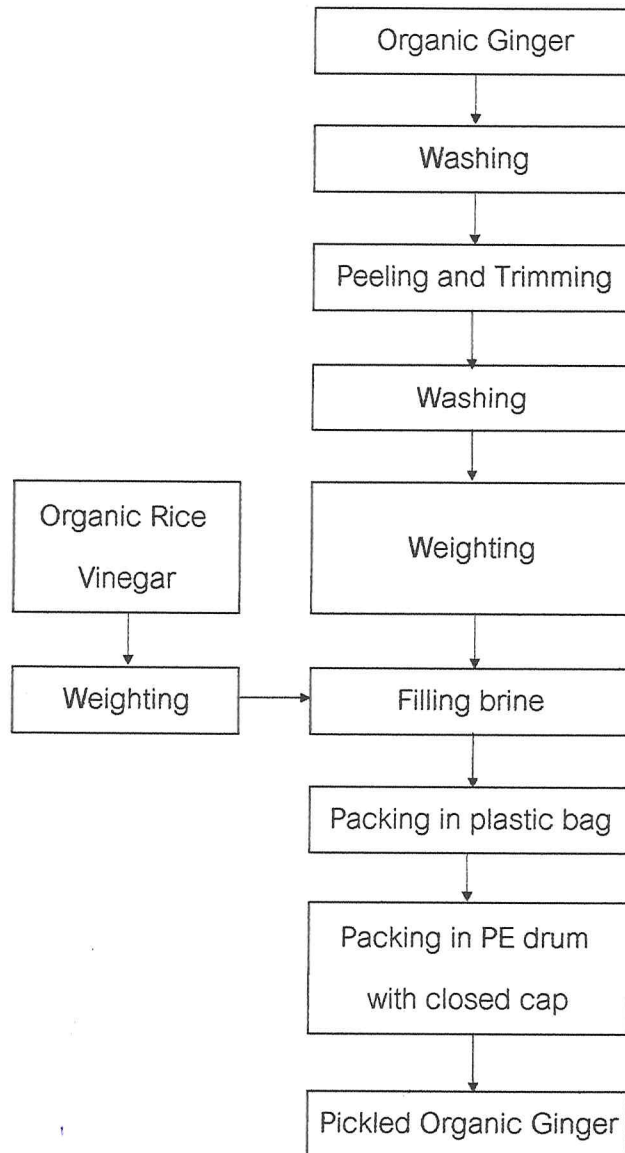 Organic Ginger
Washing
Peeling and Trimming
Washing
Organic Rice
Vinegar
Weighting
Weighting
Filling brine
Packing in plastic bag
Packing in PE drum
with closed cap
Pickled Organic Ginger